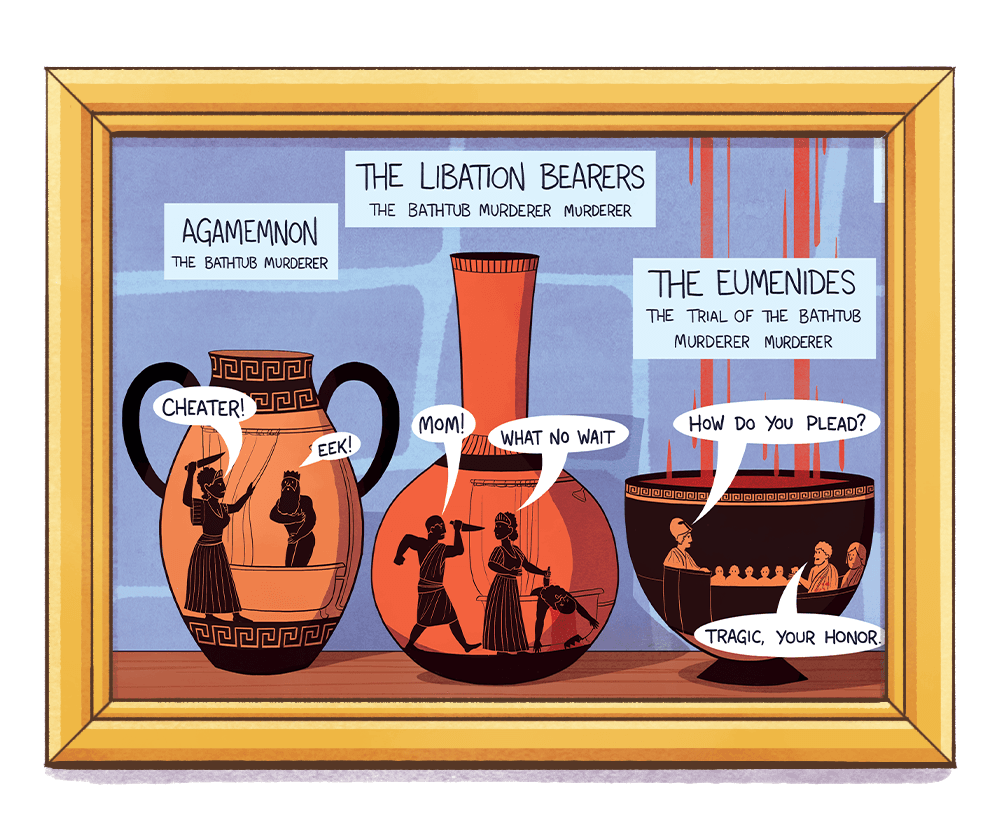 AGAMEMNON
THE BATHTUB MURDERER
CHEATER!
EEK!
THE LIBATION BEARERS
THE BATHTUB MURDERER MURDERER
MOM!
WHAT NO WAIT
THE EUMENIDES
THE TRIAL OF THE BATHTUB
MURDERER MURDERER
HOW DO YOU PLEAD?
TRAGIC, YOUR HONOR.